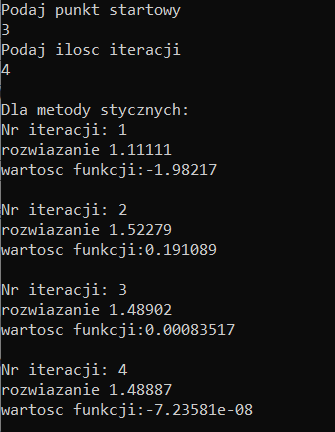 Podaj punkt startowy
3
Podaj ilosc iteracji
4
Dla metody stycznych:
Nr iteracji: 1
rozwiazanie 1.11111
wartosc funkcji:-1.98217
Nr iteracji: 2
rozwiazanie 1.52279
wartosc funkcji:0.191089
Nr iteracji: 3
rozwiazanie 1.48902
wartosc funkcji:0.00083517
Nr iteracji: 4
rozwiazanie 1.48887
wartosc funkcji:-7.23581e-08